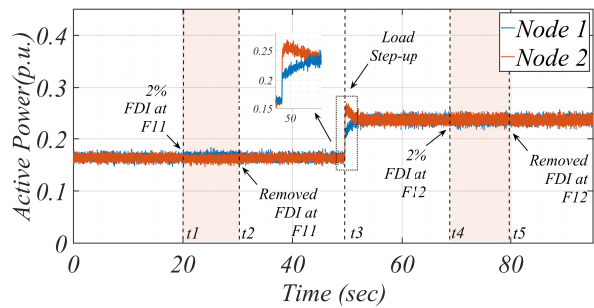 Active Power(p.u.)
0.4
0.3
0.2
0.1
0
0
20
40
60
80
Time (sec)
Node 1
Node 2
2%
FDI at
F11
Removed
FDI at
F11
0.25
0.2
0.15
50
Load
Step-up
2%
FDI at
F12
Removed
FDI at
F12
t1
t2
t3
t4
t5